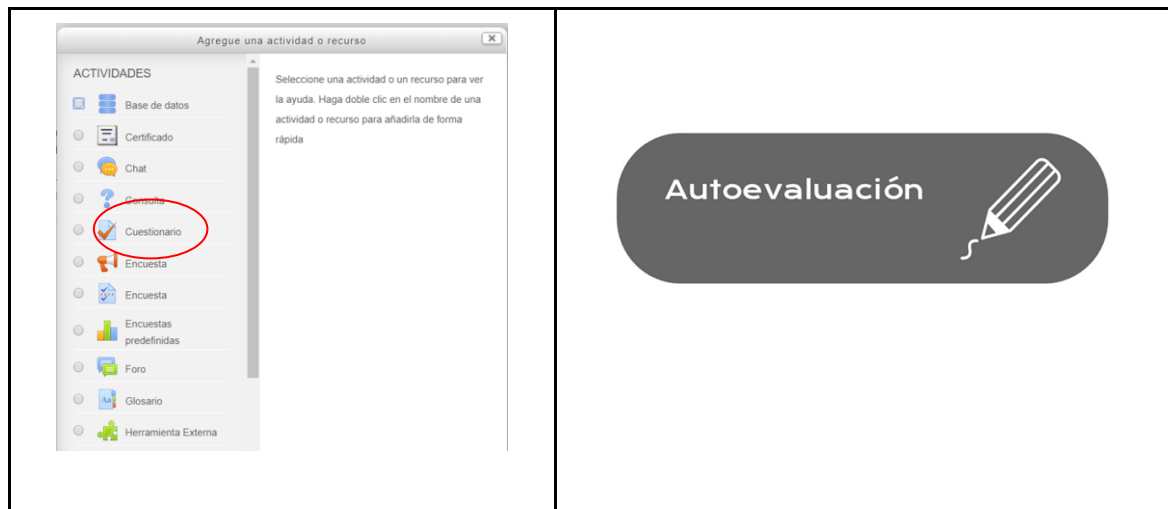 Agregue una actividad o recurso
ACTIVIDADES
Base de datos
Certificado
Chat
Consulta
Cuestionario
Encuesta
Encuesta
Encuestas
predefinidas
Foro
Glosario
Herramienta Externa
Seleccione una actividad o un recurso para ver
la ayuda. Haga doble clic en el nombre de una
actividad o recurso para añadirla de forma
rápida
Autoevaluación